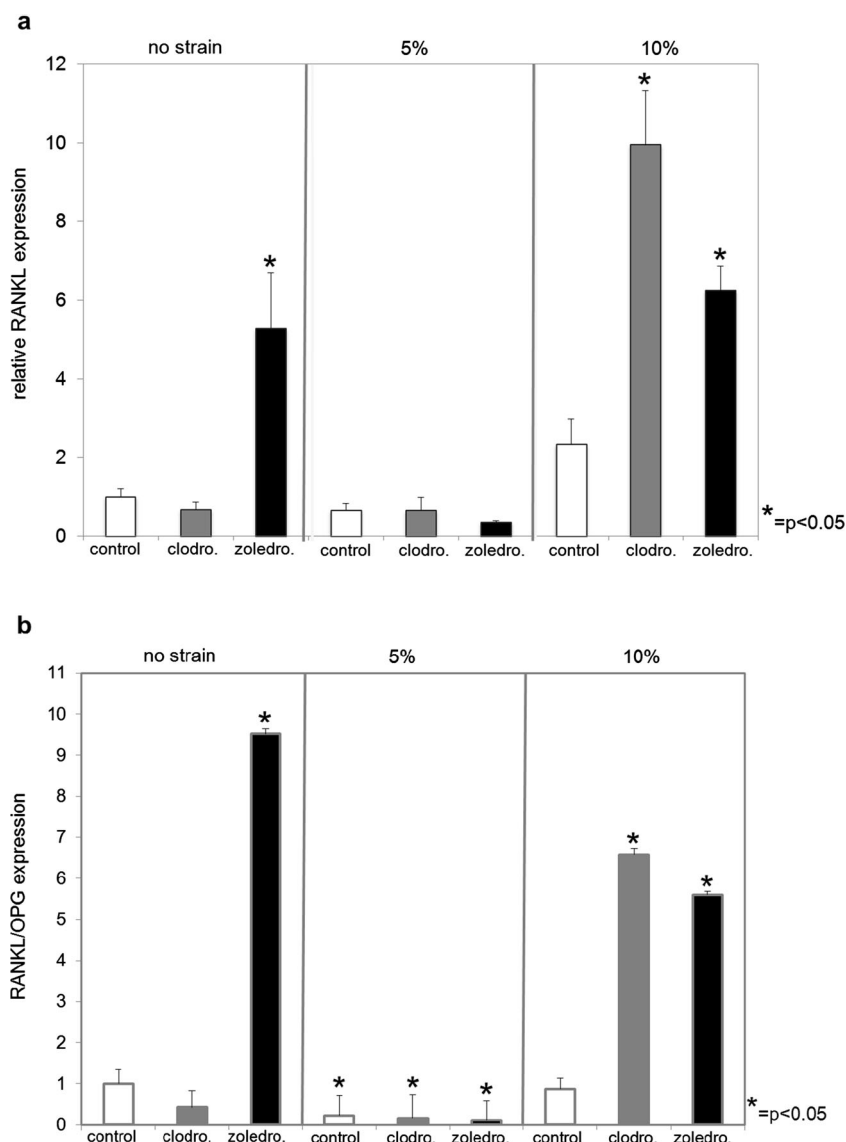 a
no strain 5% 10%
12
10
8
6
4
2
0
relative RANKL expression
* * *
control clodro. zoledro. control clodro. zoledro. control clodro. zoledro.
*=p<0.05
b
no strain 5% 10%
11
10
9
8
7
6
5
4
3
2
1
0
RANKL/OPG expression
* * * * * *
control clodro. zoledro. control clodro. zoledro. control clodro. zoledro.
*=p<0.05